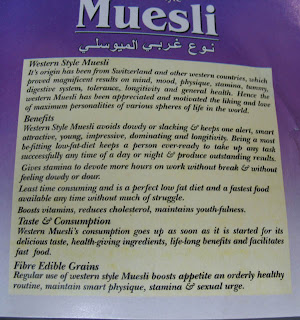 Muesli
نوع غربي الميوسلي
Western Style Muesli
It's origin has been from Switzerland and other western countries, which
proved magnificent results on mind, mood, physique, stamina, tummy,
digestive system, tolerance, longitivity and general health. Hence the
western Muesli has been appreciated and motivated the liking and love
of maximum personalities of various spheres of life in the world.
Benefits
Western Style Muesli avoids dowdy or slacking & keeps one alert, smart
attractive, young, impressive, dominating and longitivity. Being a most
be-fitting low-fat-diet keeps a person ever-ready to take up any task
successfully any time of a day or night & produce outstanding results.
Gives stamina to devote more hours on work without break & without
feeling dowdy or dour.
Least time consuming and is a perfect low fat diet and a fastest food
available any time without much of struggle.
Boosts vitamins, reduces cholesterol, maintains youth-fulness.
Taste & Consumption
Western Muesli's consumption goes up as soon as it is started for its
delicious taste, health-giving ingredients, life-long benefits and facilitates
fast food.
Fibre Edible Grains
Regular use of western style Muesli boosts appetite an orderly healthy
routine, maintain smart physique, stamina & sexual urge.